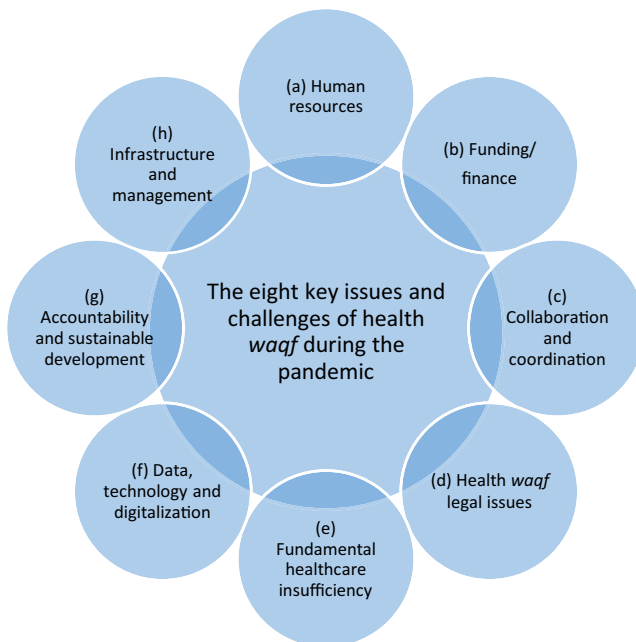 (a) Human
resources
(b) Funding/
finance
(c)
Collaboration
and
coordination
(d) Health waqf
legal issues
(e)
Fundamental
healthcare
insufficiency
(f) Data,
technology and
digitalization
(g)
Accountability
and sustainable
development
(h)
Infrastructure
and
management
The eight key issues and
challenges of health
waqf during the
pandemic